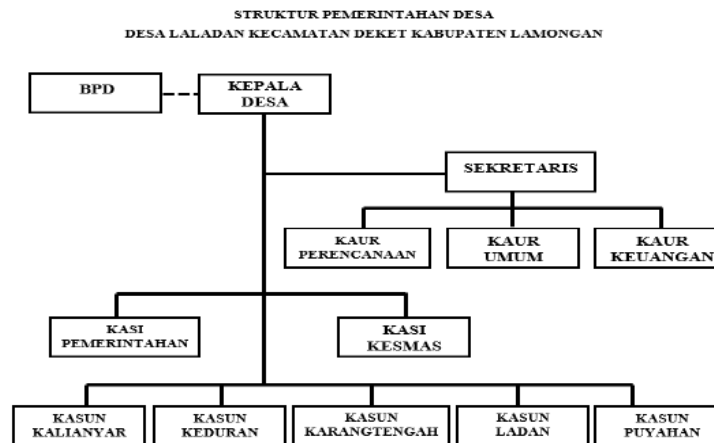 STRUKTUR PEMERINTAHAN DESA
DESA LALADAN KECAMATAN DEKET KABUPATEN LAMONGAN
BPD
KEPALA
DESA
SEKRETARIS
KAUR
PERENCANAAN
KAUR
UMUM
KAUR
KEUANGAN
KASI
PEMERINTAHAN
KASI
KESMAS
KASUN
KALIANYAR
KASUN
KEDURAN
KASUN
KARANGTENGAH
KASUN
LADAN
KASUN
PUYAHAN